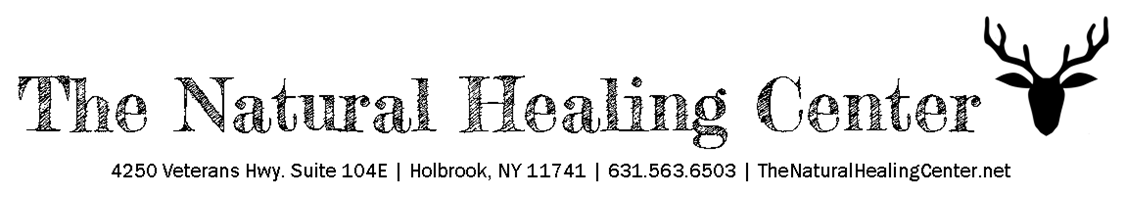 The Natural Healing Center
4250 Veterans Hwy. Suite 104E | Holbrook, NY 11741 | 631.563.6503 | TheNaturalHealingCenter.net